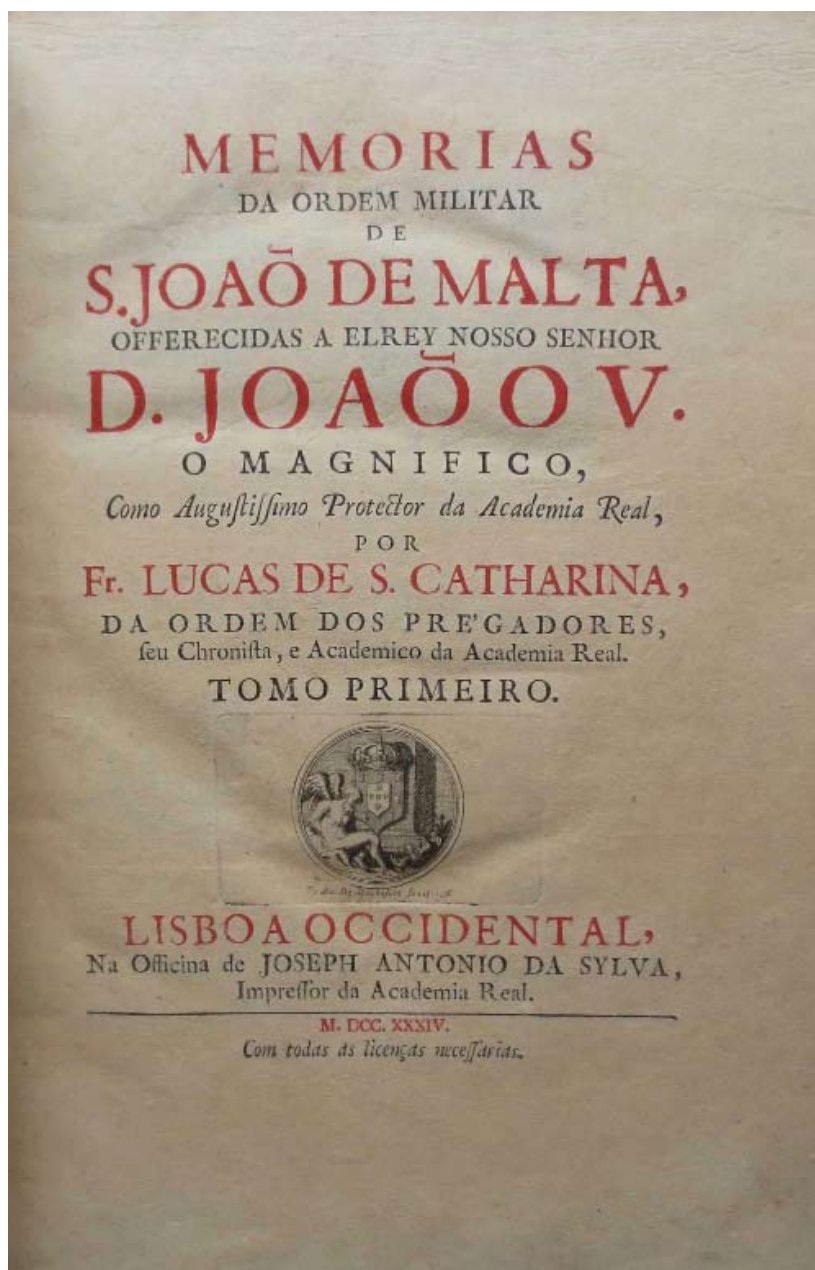 MEMORIAS
DA ORDEM MILITAR
DE
S. JOAÕ DE MALTA,
OFFERECIDAS A ELREY NOSSO SENHOR
D. JOAÕ O V.
O MAGNIFICO,
Como Auguſtiſſimo Protector da Academia Real,
POR
Fr. LUCAS DE S. CATHARINA,
DA ORDEM DOS PRE'GADORES,
ſeu Chroniſta, e Academico da Academia Real.
TOMO PRIMEIRO.
LISBOA OCCIDENTAL,
Na Officina de JOSEPH ANTONIO DA SYLVA,
Impreſſor da Academia Real.
M. DCC. XXXIV.
Com todas as licenças neceſſarias.